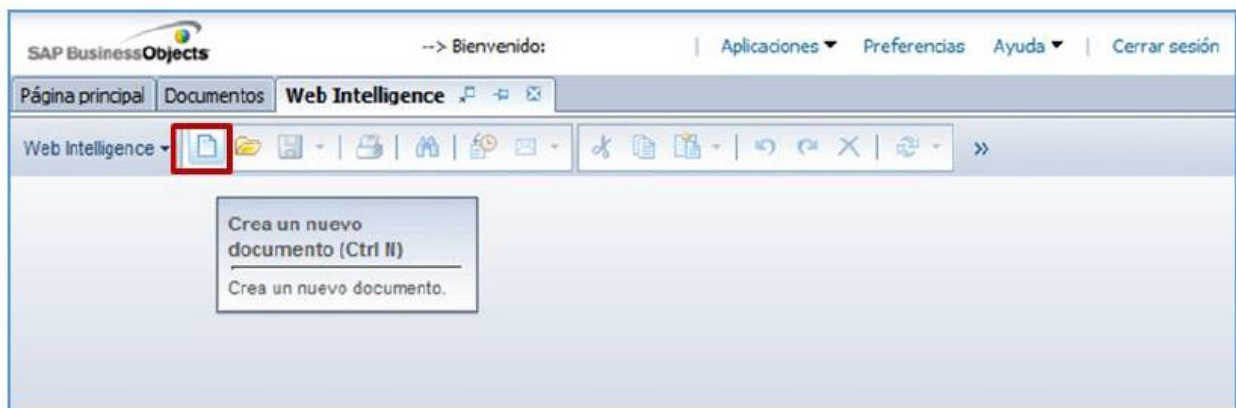 SAP BusinessObjects --> Bienvenido: | Aplicaciones Preferencias Ayuda | Cerrar sesión
Página principal Documentos Web Intelligence
Web Intelligence
Crea un nuevo
documento (Ctrl N)
Crea un nuevo documento.